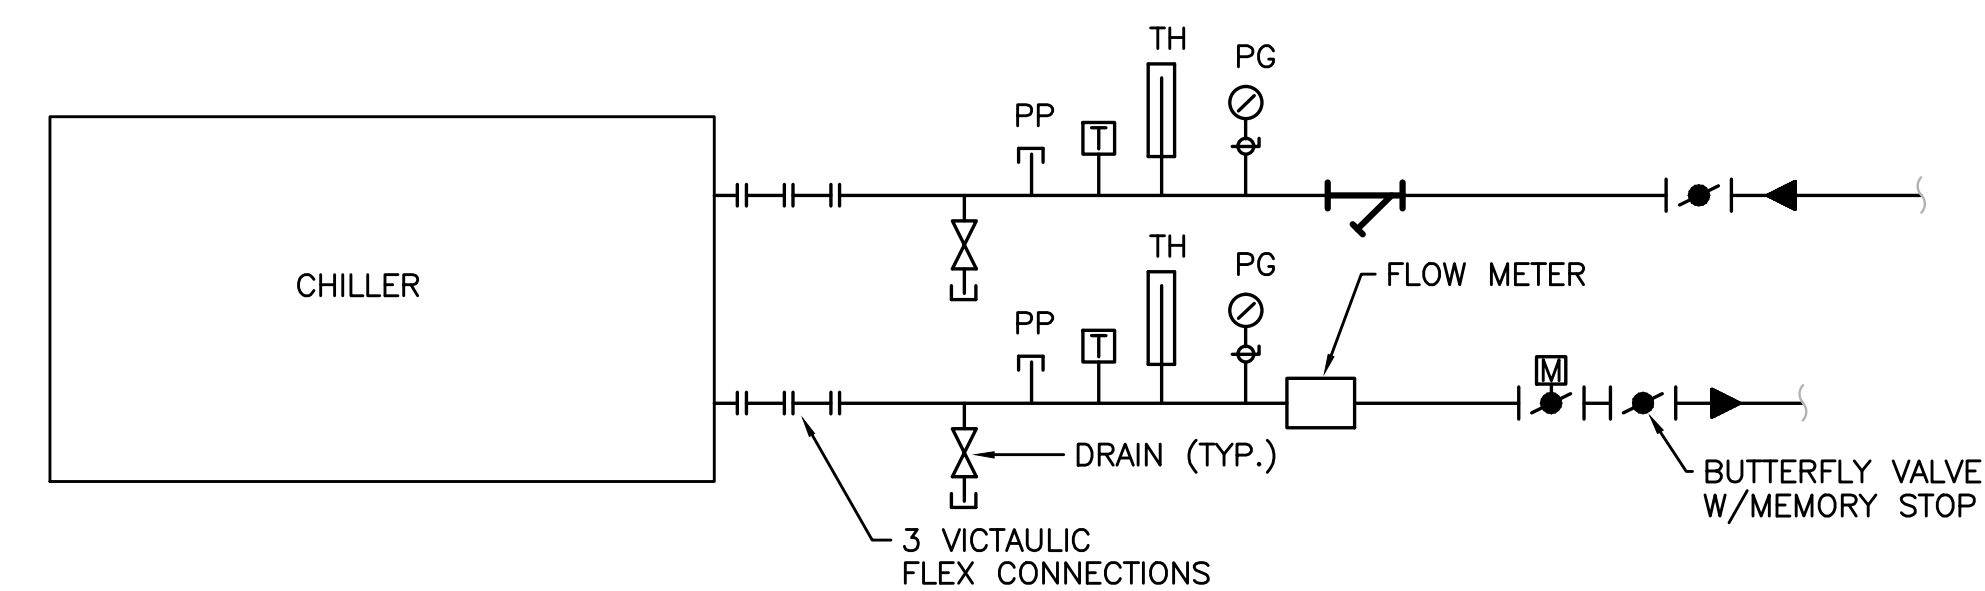 TH
PG
PP
T
CHILLER
TH
PG
FLOW METER
PP
T
M
DRAIN (TYP.)
BUTTERFLY VALVE
W/MEMORY STOP
3 VICTAULIC
FLEX CONNECTIONS